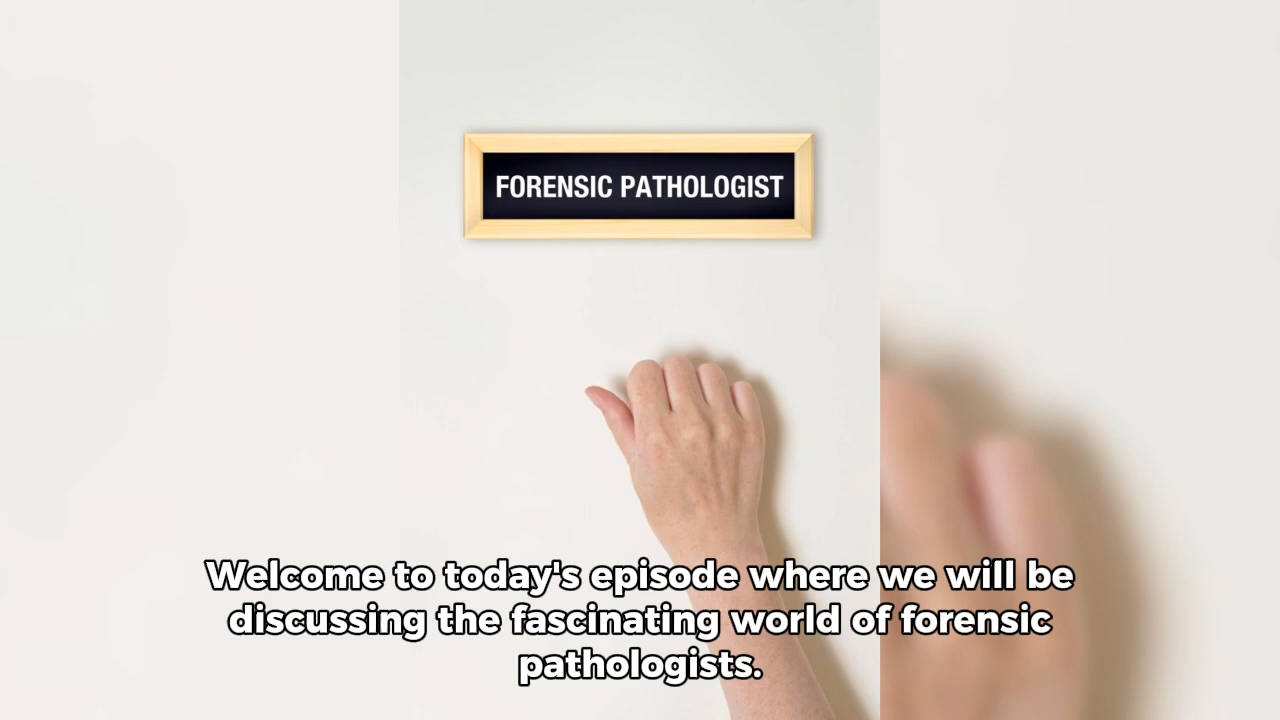 FORENSIC PATHOLOGIST
Welcome to today's episode where we will be
discussing the fascinating world of forensic
pathologists.